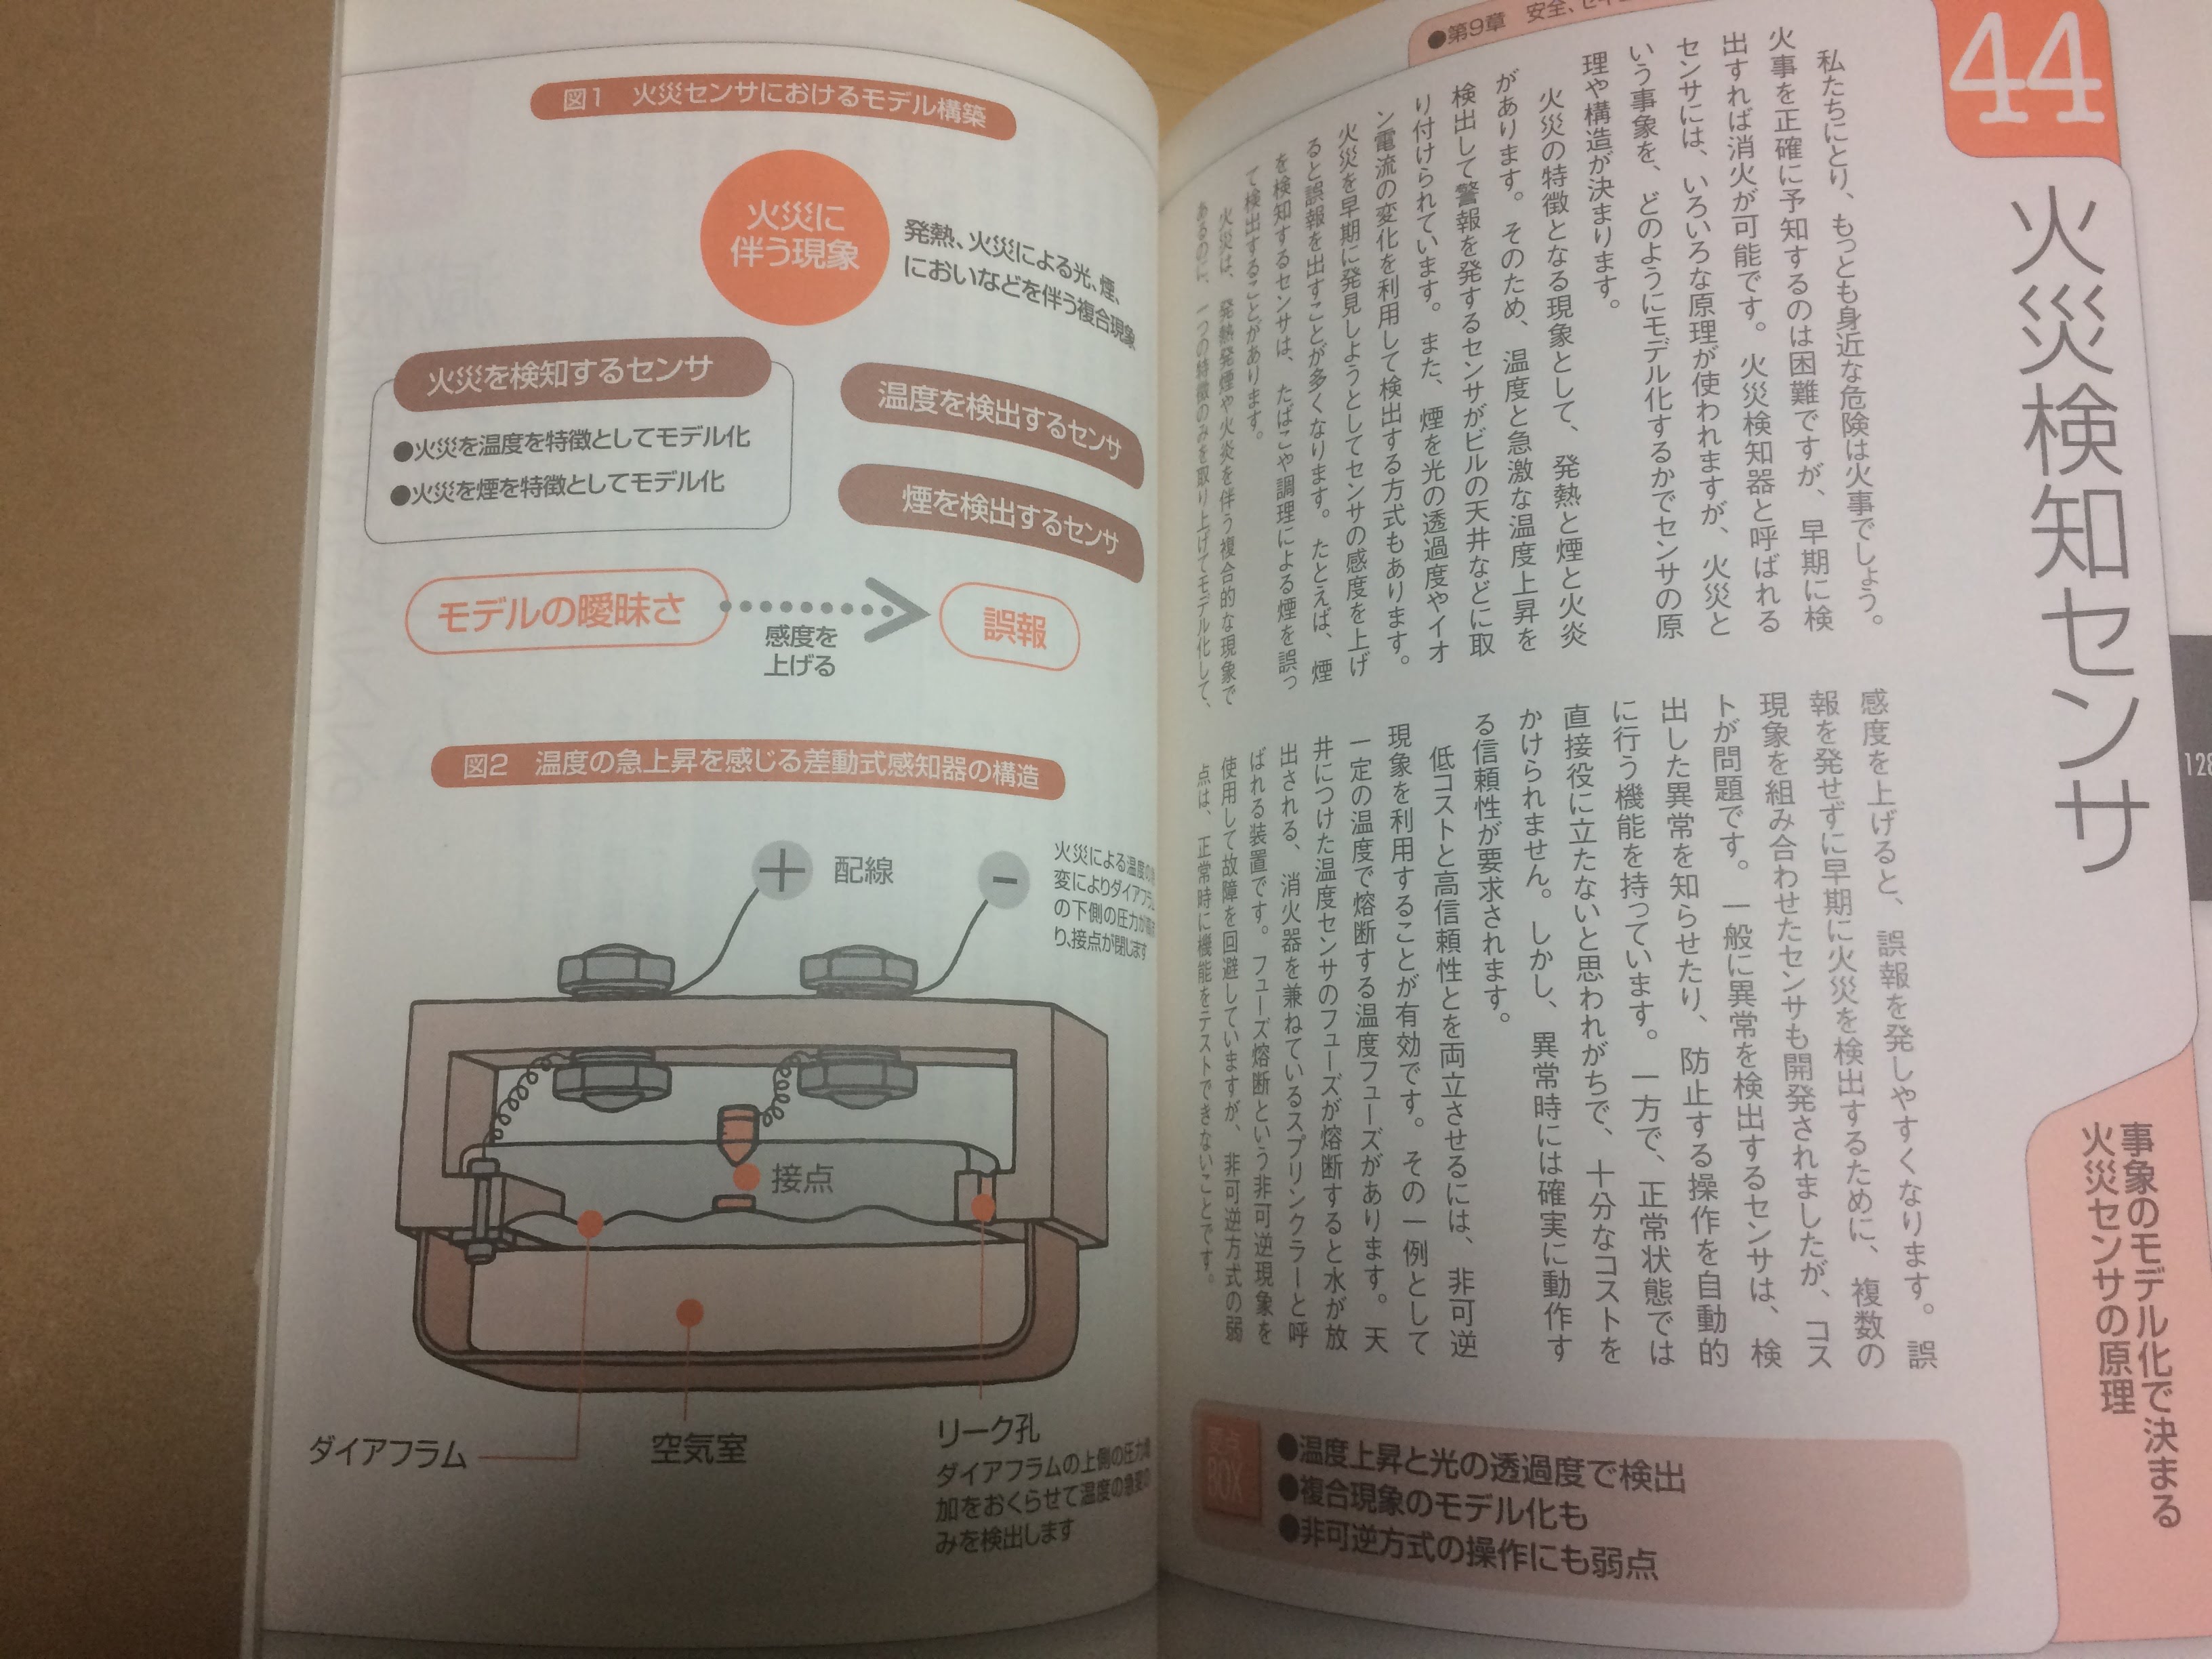 ●第9章 安全、セキ
44
火災検知センサ
128
事象のモデル化で決まる
火災センサの原理
私たちにとり、もっとも身近な危険は火事でしょう。
火事を正確に予知するのは困難ですが、早期に検
出すれば消火が可能です。火災検知器と呼ばれる
センサには、いろいろな原理が使われますが、火災と
いう事象を、どのようにモデル化するかでセンサの原
理や構造が決まります。
火災の特徴となる現象として、発熱と煙と火炎
があります。そのため、温度と急激な温度上昇を
検出して警報を発するセンサがビルの天井などに取
り付けられています。また、煙を光の透過度やイオ
ン電流の変化を利用して検出する方式もあります。
火災を早期に発見しようとしてセンサの感度を上げ
ると誤報を出すことが多くなります。たとえば、煙
を検知するセンサは、たばこや調理による煙を誤っ
て検出することがあります。
火災は、発熱発煙や火炎を伴う複合的な現象で
あるのに、一つの特徴のみを取り上げてモデル化して、
感度を上げると、誤報を発しやすくなります。誤
報を発せずに早期に火災を検出するために、複数の
現象を組み合わせたセンサも開発されましたが、コス
トが問題です。一般に異常を検出するセンサは、検
出した異常を知らせたり、防止する操作を自動的
に行う機能を持っています。一方で、正常状態では
直接役に立たないと思われがちで、十分なコストを
かけられません。しかし、異常時には確実に動作す
る信頼性が要求されます。
低コストと高信頼性とを両立させるには、非可逆
現象を利用することが有効です。その一例として
一定の温度で熔断する温度フューズがあります。天
井につけた温度センサのフューズが熔断すると水が放
出される、消火器を兼ねているスプリンクラーと呼
ばれる装置です。フューズ熔断という非可逆現象を
使用して故障を回避していますが、非可逆方式の弱
点は、正常時に機能をテストできないことです。
BOX
●温度上昇と光の透過度で検出
●複合現象のモデル化も
●非可逆方式の操作にも弱点
図1 火災センサにおけるモデル構築
火災に
伴う現象
発熱、火災による光、煙、
においなどを伴う複合現象
火災を検知するセンサ
●火災を温度を特徴としてモデル化
●火災を煙を特徴としてモデル化
温度を検出するセンサ
煙を検出するセンサ
モデルの曖昧さ
感度を
上げる
誤報
図2 温度の急上昇を感じる差動式感知器の構造
＋
配線
－
火災による温度の
変によりダイアフラ
の下側の圧力が
り、接点が閉じます
接点
ダイアフラム
空気室
リーク孔
ダイアフラムの上側の圧力
加をおくらせて温度の急変の
みを検出します